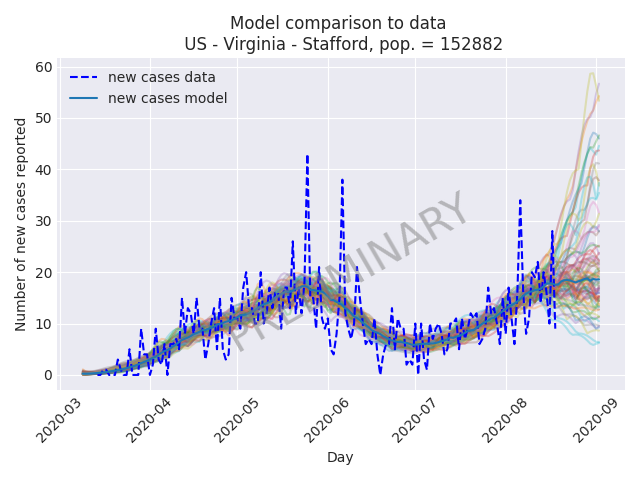 Model comparison to data
US - Virginia - Stafford, pop. = 152882
new cases data
new cases model
PRELIMINARY
Number of new cases reported
60
50
40
30
20
10
0
2020-03
2020-04
2020-05
2020-06
2020-07
2020-08
2020-09
Day